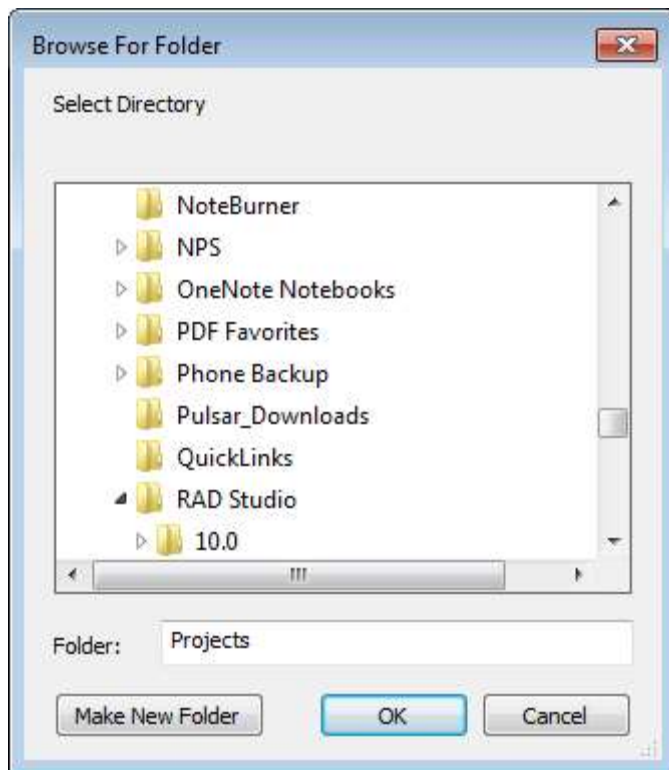 Browse For Folder
Select Directory
NoteBurner
NPS
OneNote Notebooks
PDF Favorites
Phone Backup
Pulsar_Downloads
QuickLinks
RAD Studio
10.0
Folder: Projects
Make New Folder OK Cancel